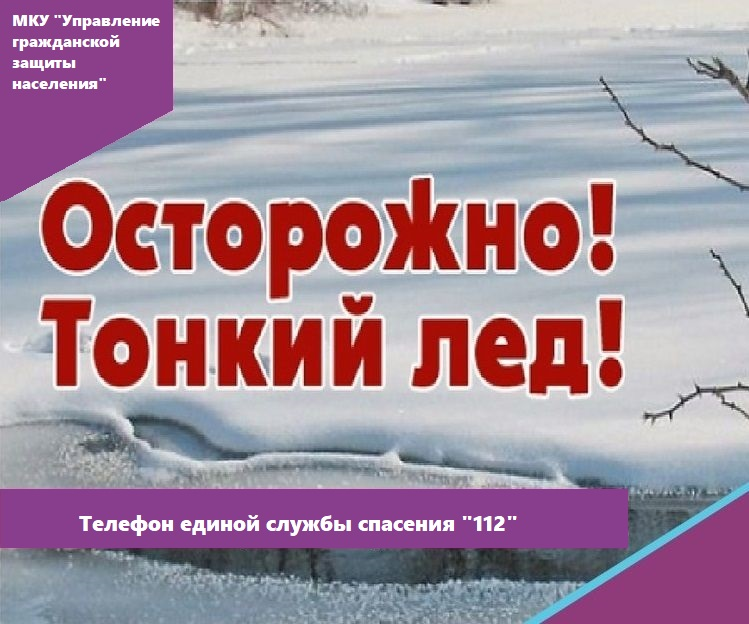 МКУ "Управление
гражданской
защиты
населения"
Осторожно!
Тонкий лед!
Телефон единой службы спасения "112"